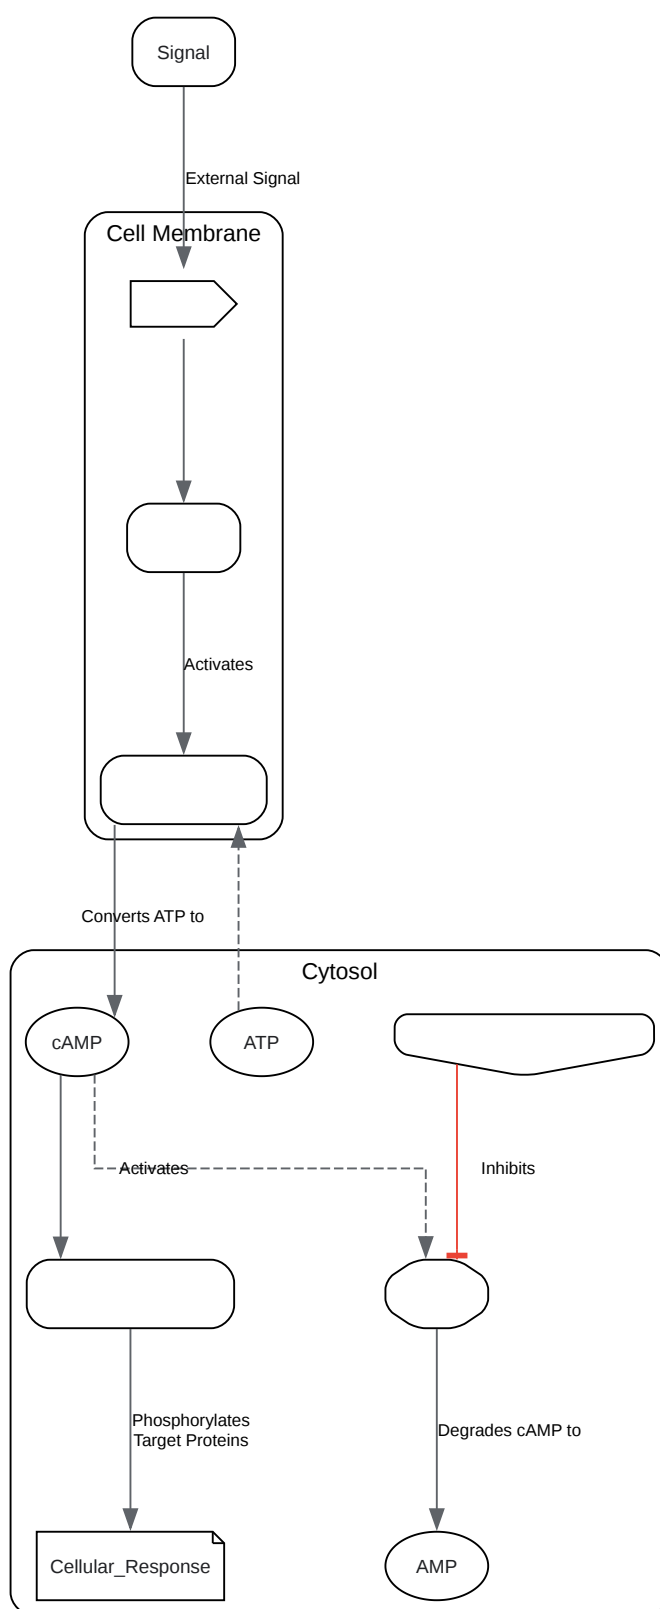 Signal
External Signal
Cell Membrane
Activates
Converts ATP to
Cytosol
cAMP
ATP
Activates
Inhibits
Phosphorylates
Target Proteins
Degrades cAMP to
Cellular_Response
AMP